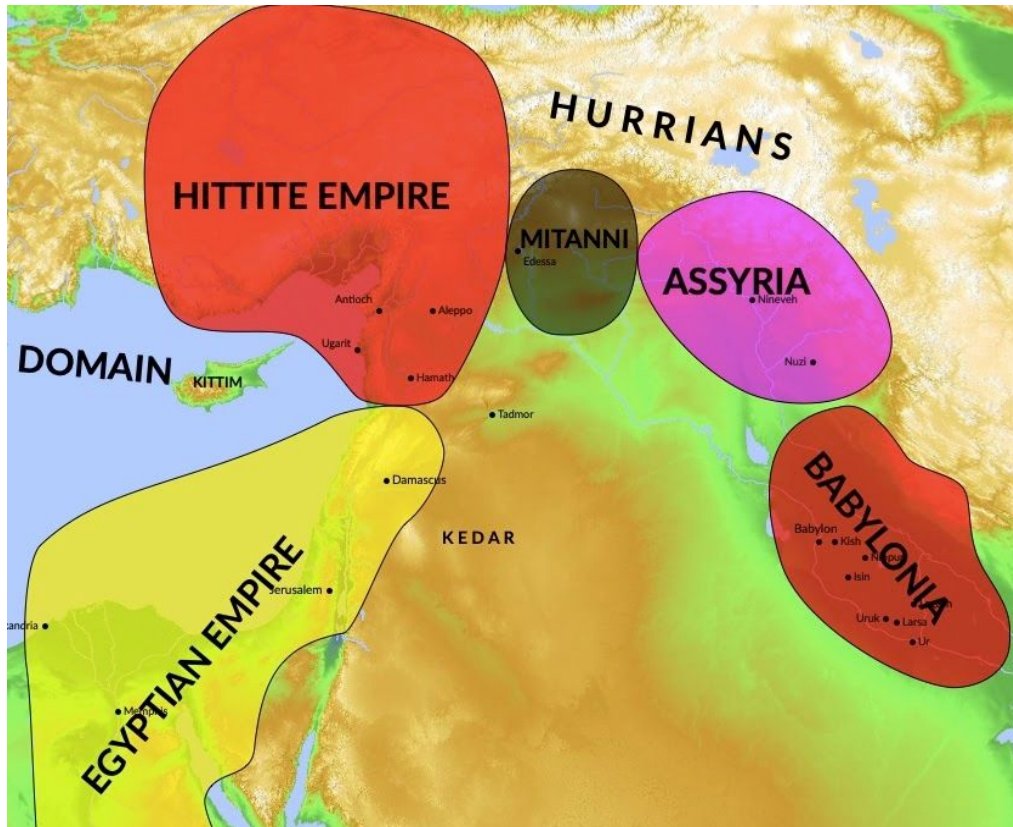 HURRIANS
HITTITE EMPIRE
MITANNI
Edessa
ASSYRIA
Nineveh
Antioch
Aleppo
Ugarit
Nuzi
DOMAIN
KITTIM
Hamath
Tadmor
Damascus
BABYLONIA
KEDAR
Babylon
Kish
Isin
EGYPTIAN EMPIRE
Jerusalem
Uruk
Larsa
Ur
Memphis